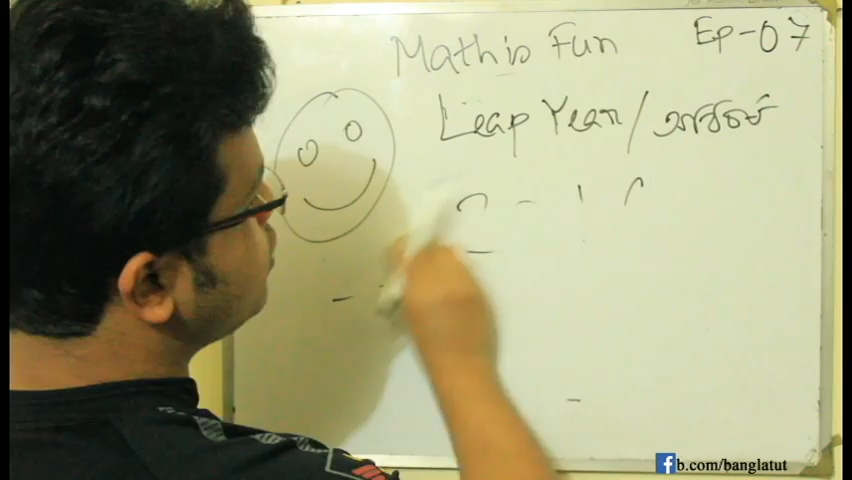 Math is Fun Ep-07
Leap Year/অধিবর্ষ
fb.com/banglatut